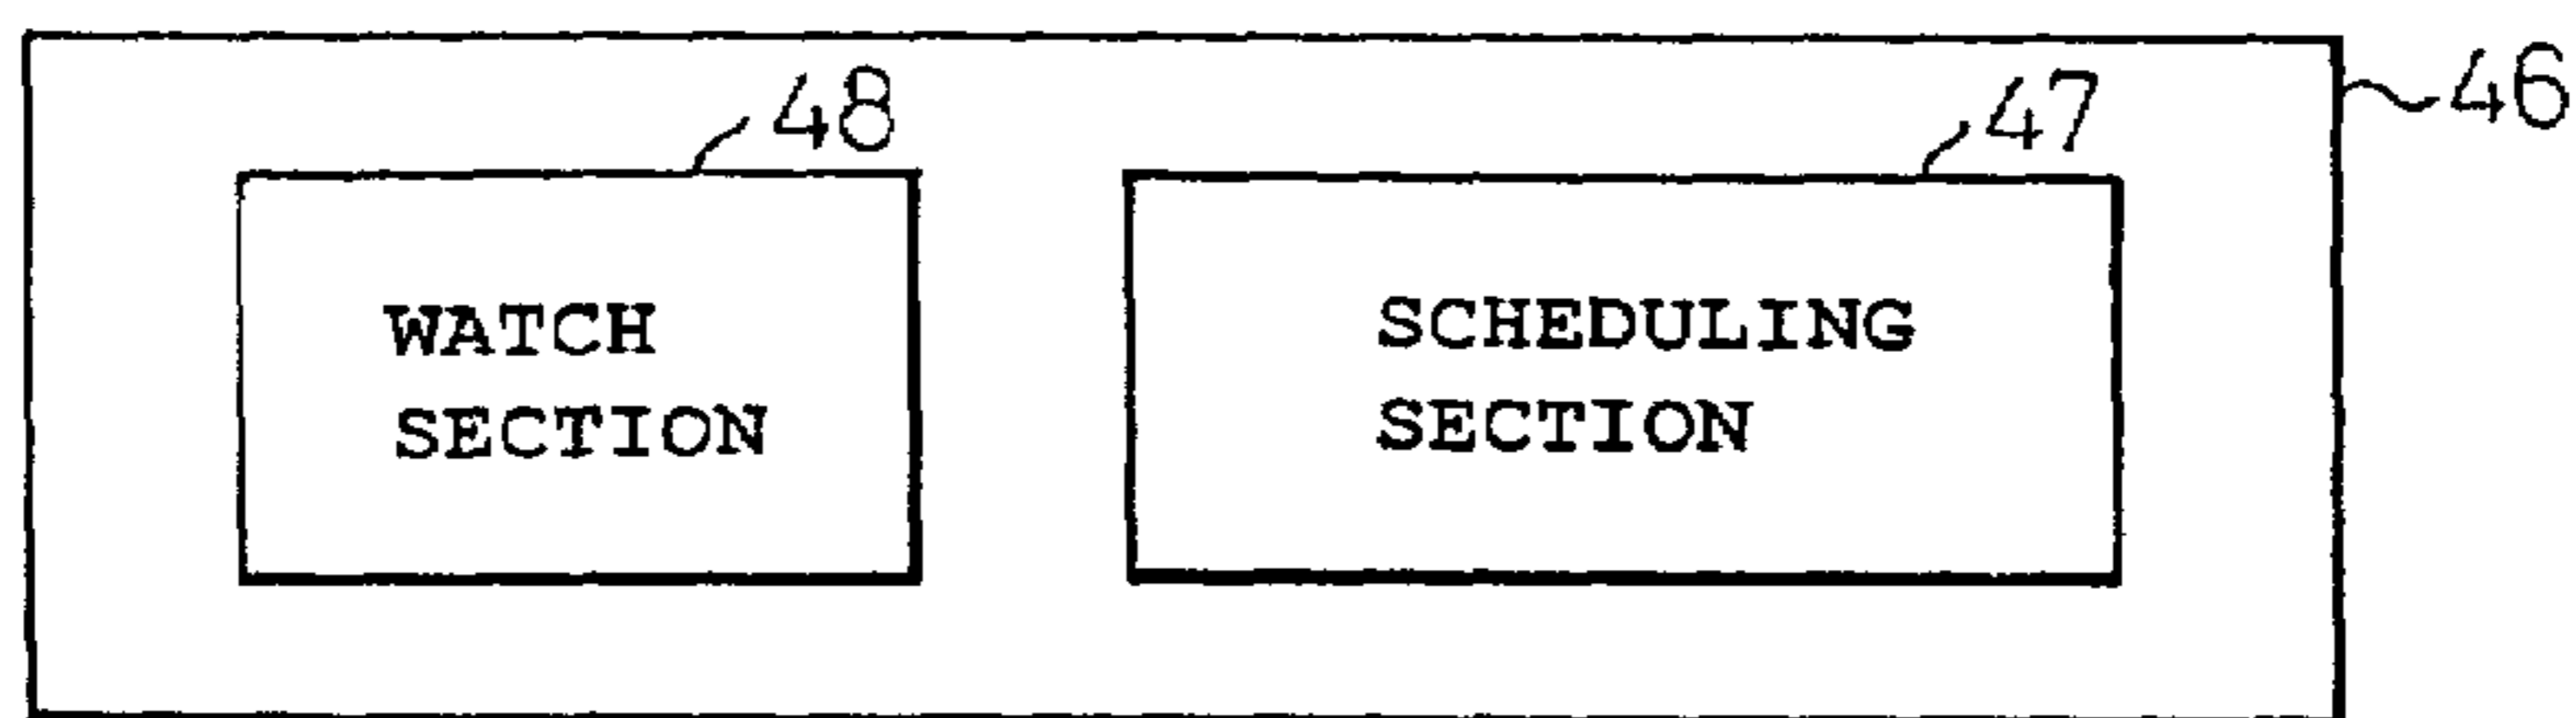 46
48
47
WATCH
SECTION
SCHEDULING
SECTION